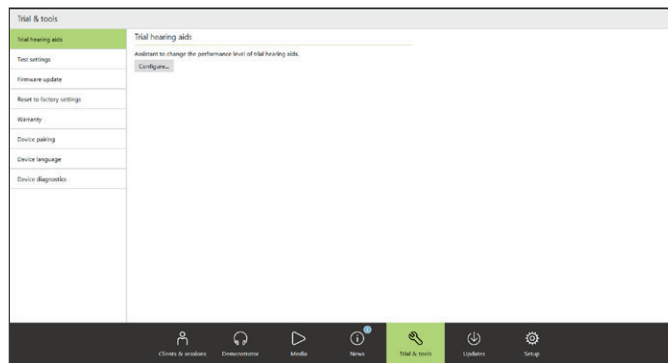 Trial & tools
Trial hearing aids
Test settings
Firmware update
Reset to factory settings
Warranty
Device pairing
Device language
Device diagnostics
Trial hearing aids
Assistant to change the performance level of trial hearing aids.
Configure...
Clients & sessions
Demonstrator
Media
News
Trial & tools
Updates
Setup